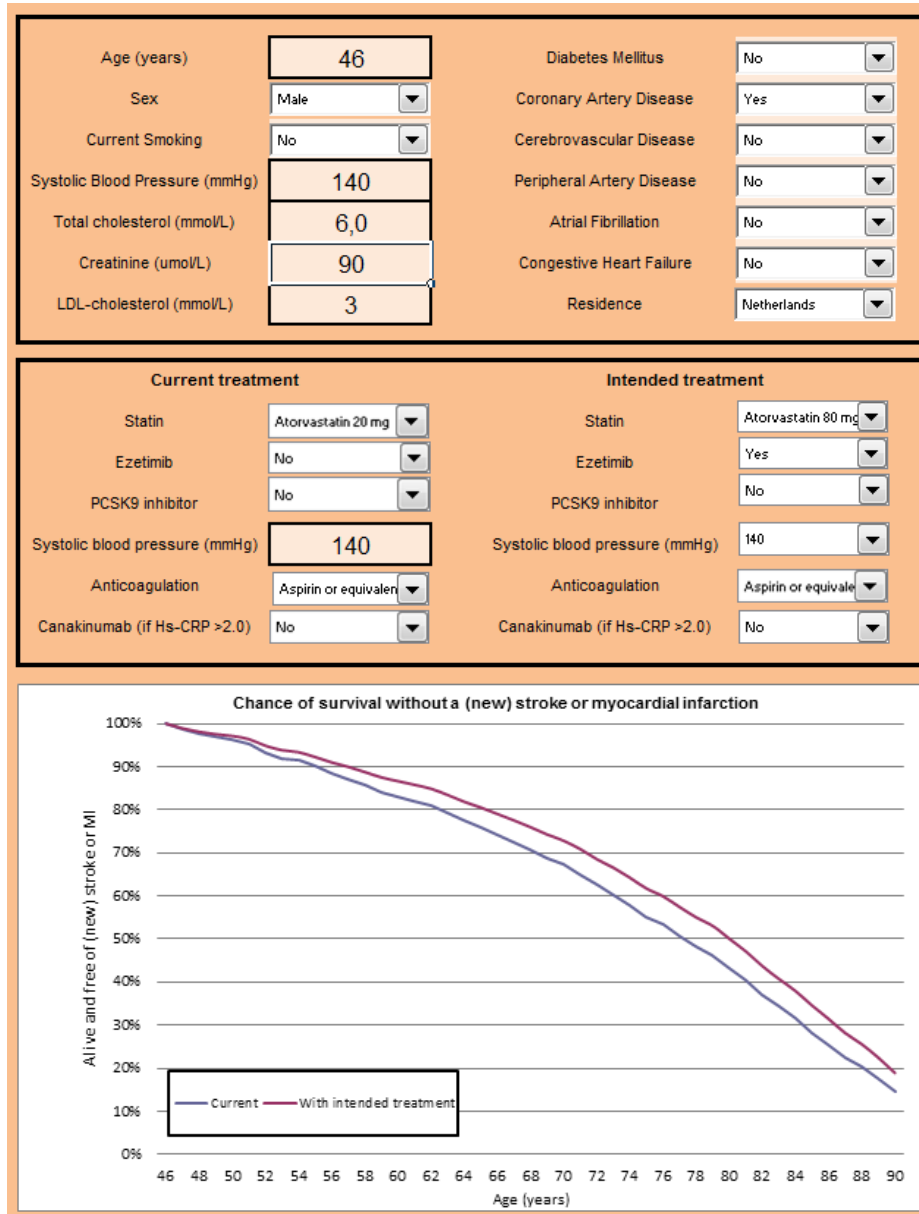 Age (years) 46 Diabetes Mellitus No
Sex Male Coronary Artery Disease Yes
Current Smoking No Cerebrovascular Disease No
Systolic Blood Pressure (mmHg) 140 Peripheral Artery Disease No
Total cholesterol (mmol/L) 6,0 Atrial Fibrillation No
Creatinine (umol/L) 90 Congestive Heart Failure No
LDL-cholesterol (mmol/L) 3 Residence Netherlands
Current treatment Intended treatment
Statin Atorvastatin 20 mg Statin Atorvastatin 80 mg
Ezetimib No Ezetimib Yes
PCSK9 inhibitor No PCSK9 inhibitor No
Systolic blood pressure (mmHg) 140 Systolic blood pressure (mmHg) 140
Anticoagulation Aspirin or equivalen Anticoagulation Aspirin or equivale
Canakinumab (if Hs-CRP >2.0) No Canakinumab (if Hs-CRP >2.0) No
Chance of survival without a (new) stroke or myocardial infarction
Alive and free of (new) stroke or MI
100%
90%
80%
70%
60%
50%
40%
30%
20%
10%
0%
Current With intended treatment
46 48 50 52 54 56 58 60 62 64 66 68 70 72 74 76 78 80 82 84 86 88 90
Age (years)